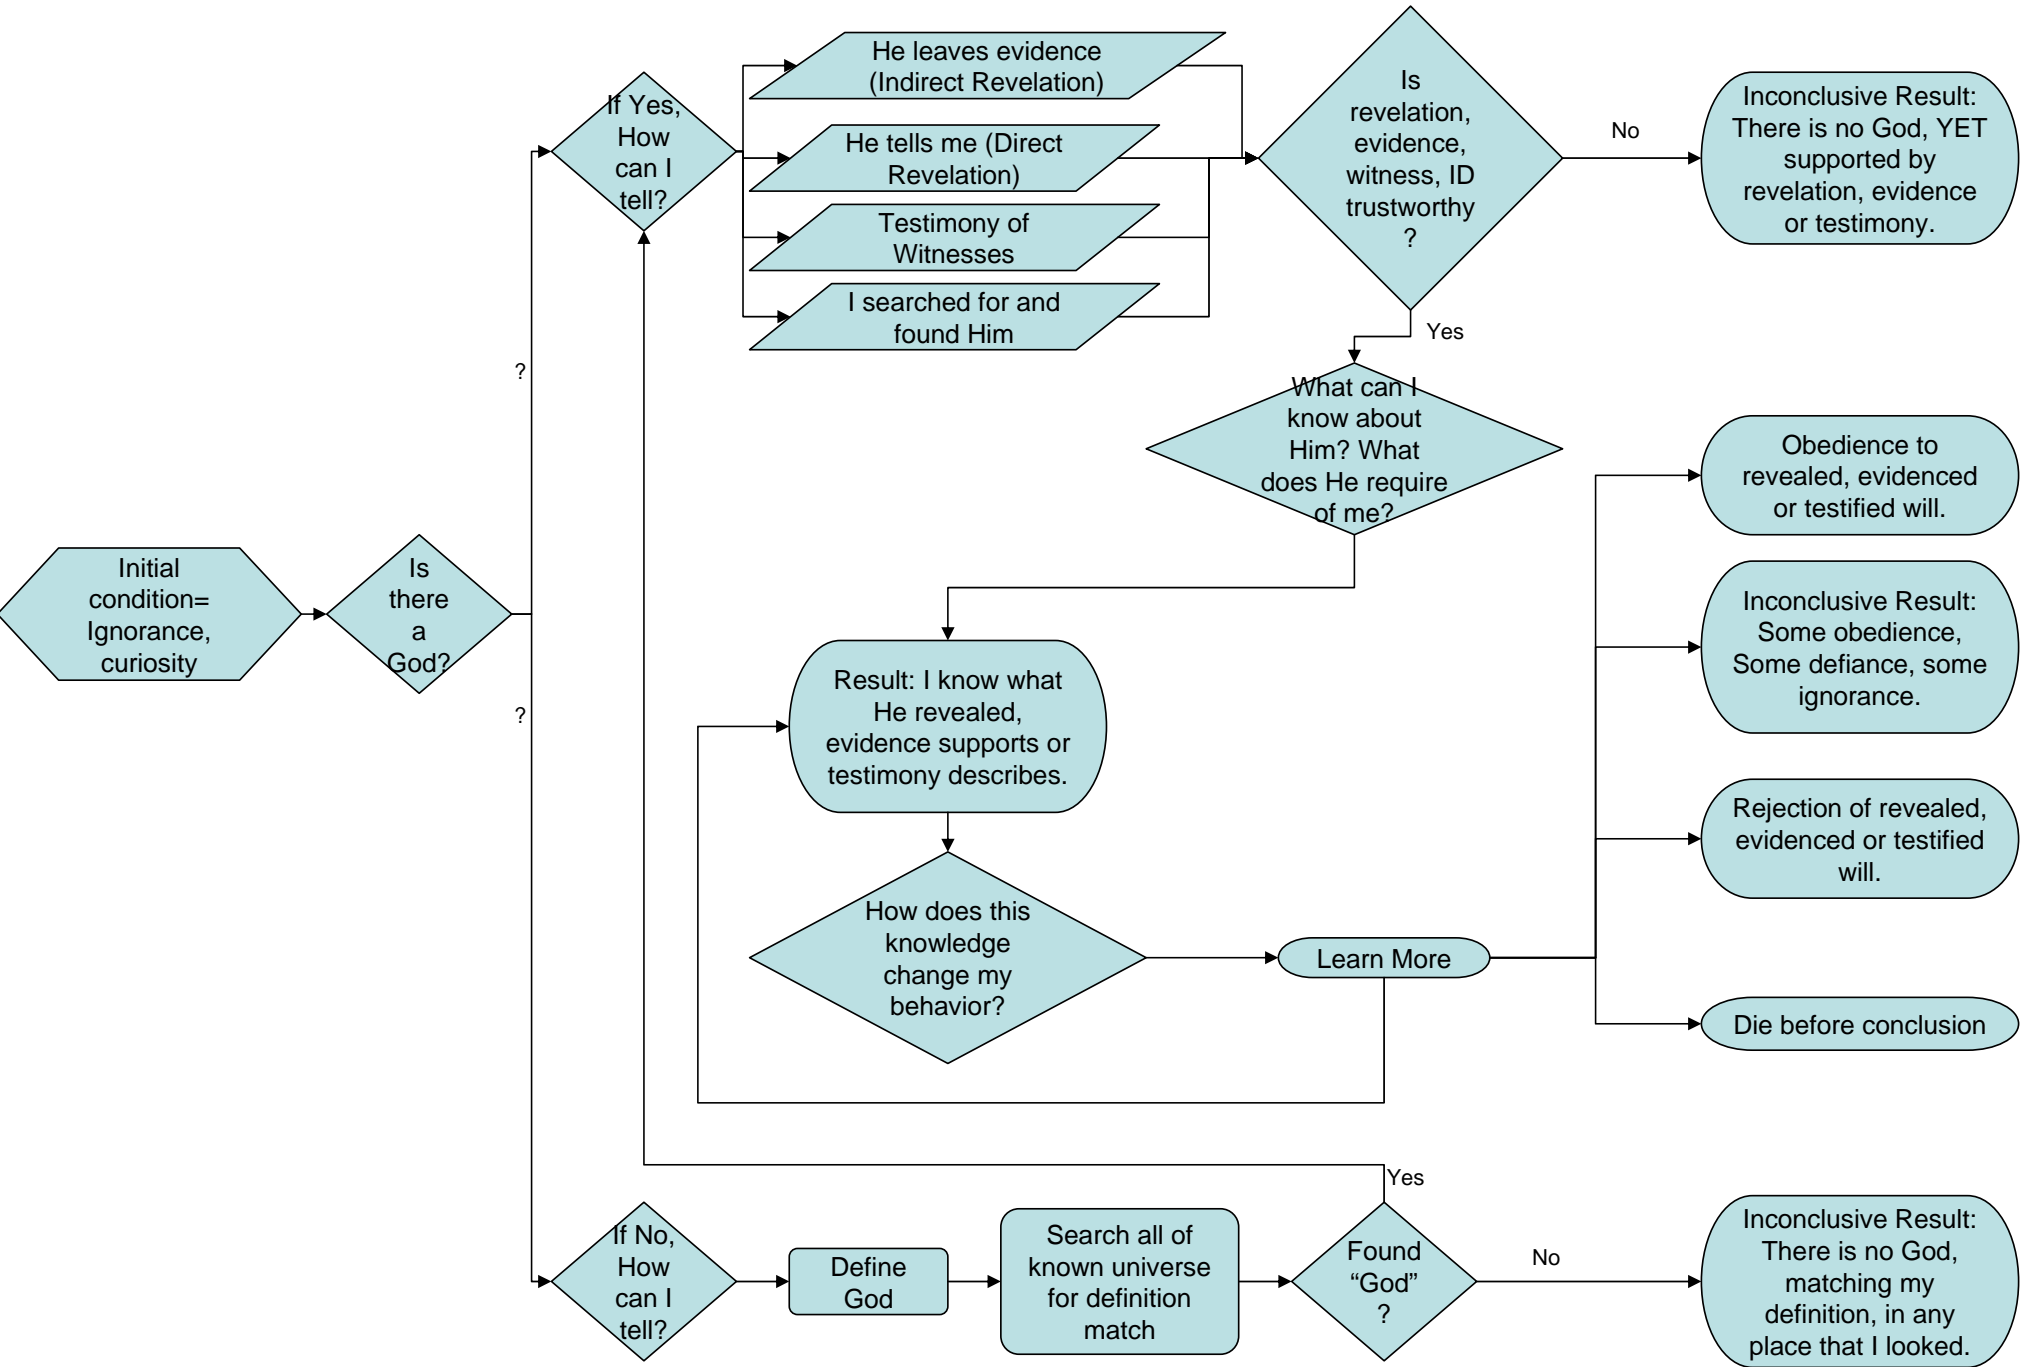 Initial
condition=
Ignorance,
curiosity
Is
there
a
God?
?
?
If Yes,
How
can I
tell?
He leaves evidence
(Indirect Revelation)
He tells me (Direct
Revelation)
Testimony of
Witnesses
I searched for and
found Him
Is
revelation,
evidence,
witness, ID
trustworthy
?
No
Inconclusive Result:
There is no God, YET
supported by
revelation, evidence
or testimony.
Yes
What can I
know about
Him? What
does He require
of me?
Result: I know what
He revealed,
evidence supports or
testimony describes.
How does this
knowledge
change my
behavior?
Learn More
Obedience to
revealed, evidenced
or testified will.
Inconclusive Result:
Some obedience,
Some defiance, some
ignorance.
Rejection of revealed,
evidenced or testified
will.
Die before conclusion
If No,
How
can I
tell?
Define
God
Search all of
known universe
for definition
match
Found
“God”
?
Yes
No
Inconclusive Result:
There is no God,
matching my
definition, in any
place that I looked.